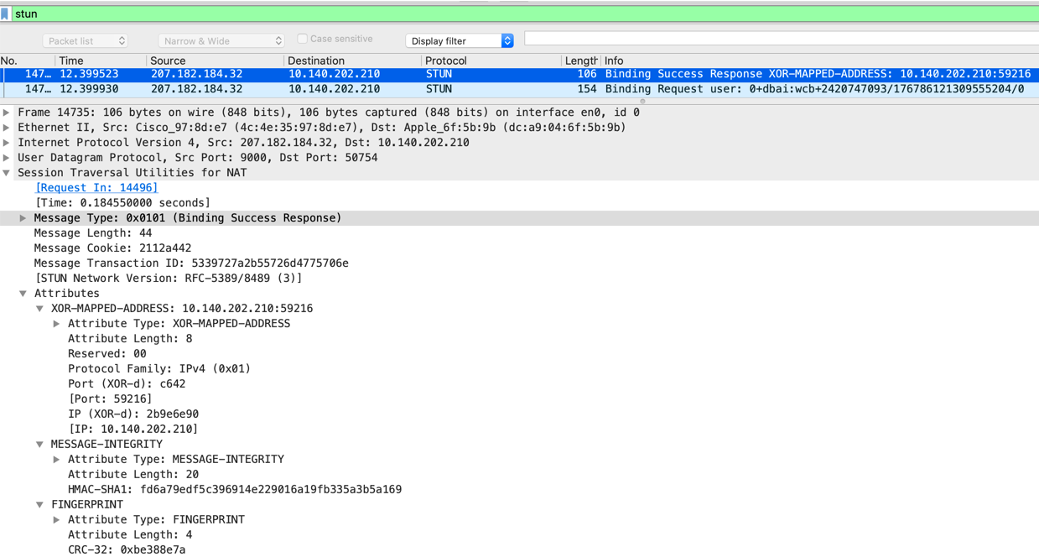 stun
Packet list Narrow & Wide Case sensitive Display filter
No. Time Source Destination Protocol Length Info
147… 12.399523 207.182.184.32 10.140.202.210 STUN 106 Binding Success Response XOR-MAPPED-ADDRESS: 10.140.202.210:59216
147… 12.399930 207.182.184.32 10.140.202.210 STUN 154 Binding Request user: 0+dbai:wcb+2420747093/1767861213095552​04/0
Frame 14735: 106 bytes on wire (848 bits), 106 bytes captured (848 bits) on interface en0, id 0
Ethernet II, Src: Cisco_97:8d:e7 (4c:4e:35:97:8d:e7), Dst: Apple_6f:5b:9b (dc:a9:04:6f:5b:9b)
Internet Protocol Version 4, Src: 207.182.184.32, Dst: 10.140.202.210
User Datagram Protocol, Src Port: 9000, Dst Port: 50754
Session Traversal Utilities for NAT
[Request In: 14496]
[Time: 0.184550000 seconds]
Message Type: 0x0101 (Binding Success Response)
Message Length: 44
Message Cookie: 2112a442
Message Transaction ID: 5339727a2b55726d4775706e
[STUN Network Version: RFC-5389/8489 (3)]
Attributes
XOR-MAPPED-ADDRESS: 10.140.202.210:59216
Attribute Type: XOR-MAPPED-ADDRESS
Attribute Length: 8
Reserved: 00
Protocol Family: IPv4 (0x01)
Port (XOR-d): c642
[Port: 59216]
IP (XOR-d): 2b9e6e90
[IP: 10.140.202.210]
MESSAGE-INTEGRITY
Attribute Type: MESSAGE-INTEGRITY
Attribute Length: 20
HMAC-SHA1: fd6a79edf5c396914e229016a19fb335a3b5a169
FINGERPRINT
Attribute Type: FINGERPRINT
Attribute Length: 4
CRC-32: 0xbe388e7a